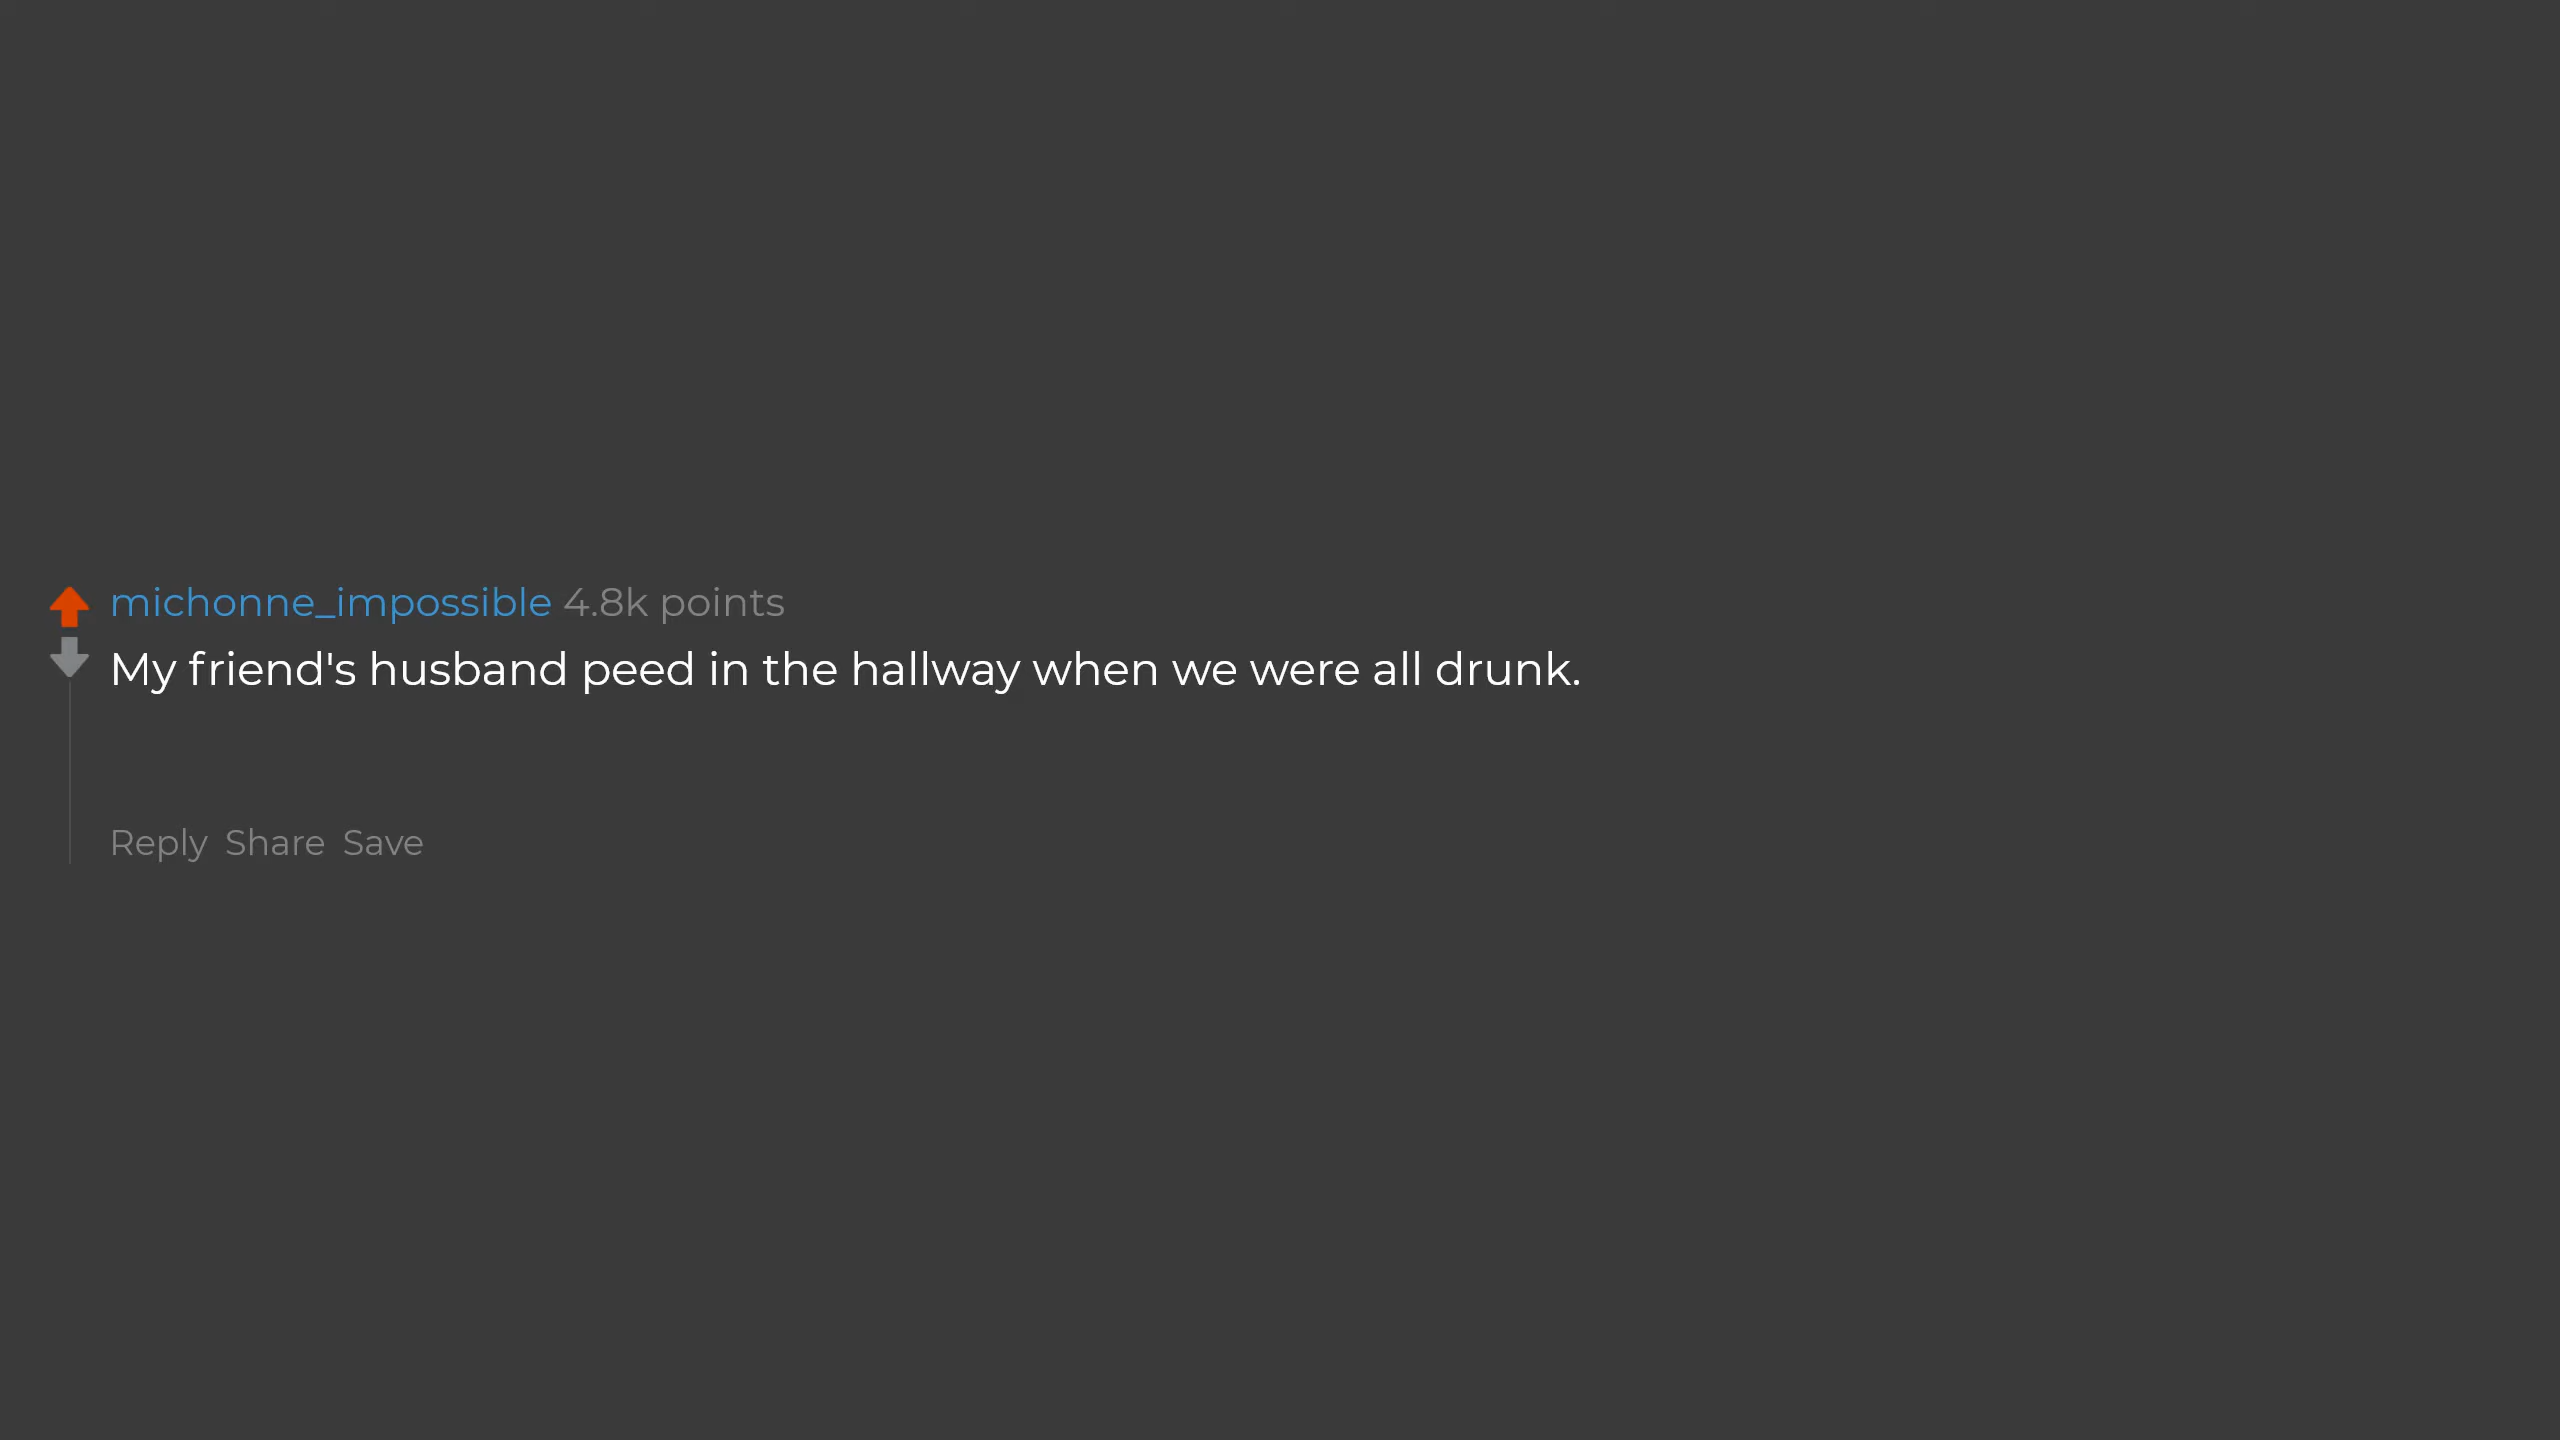 michonne_impossible 4.8k points
My friend's husband peed in the hallway when we were all drunk.
Reply Share Save